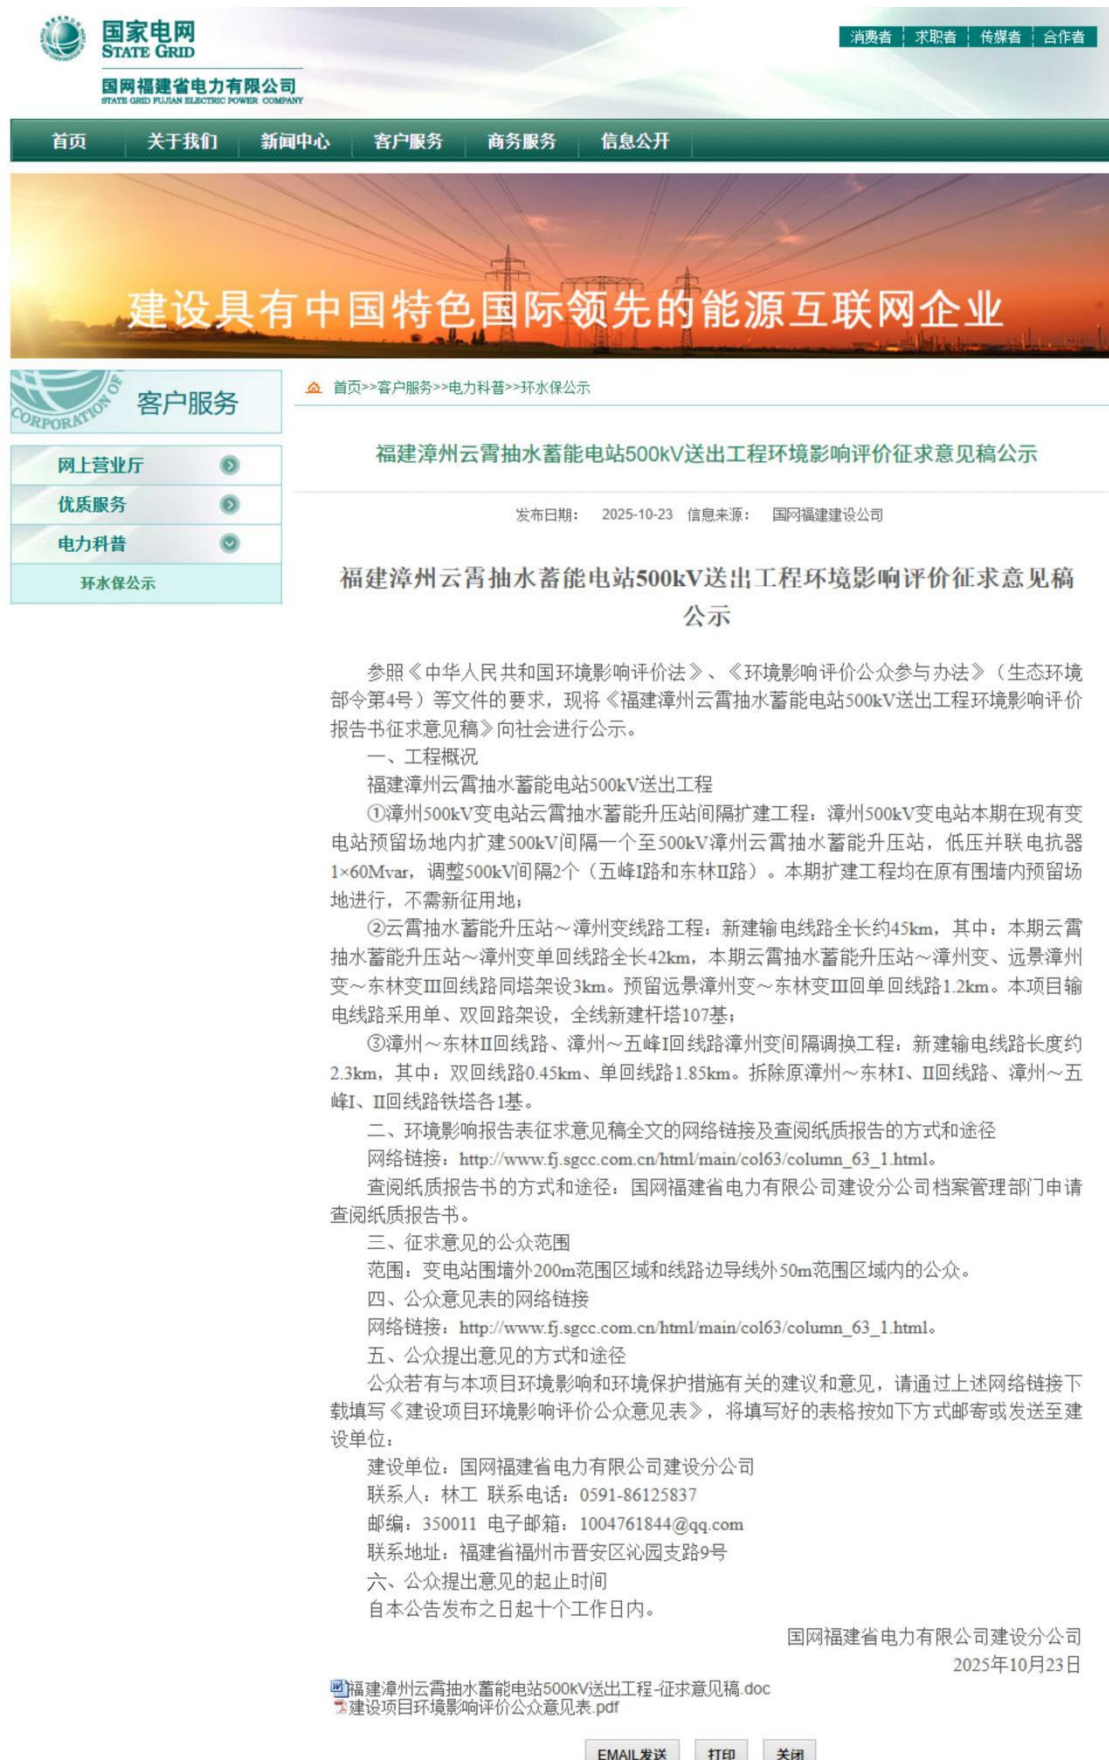 国家电网
STATE GRID
国网福建省电力有限公司
STATE GRID FUJIAN ELECTRIC POWER COMPANY
消费者 求职者 传媒者 合作者
首页 关于我们 新闻中心 客户服务 商务服务 信息公开
建设具有中国特色国际领先的能源互联网企业
CORPORATION OF
客户服务
网上营业厅
优质服务
电力科普
环水保公示
首页>>客户服务>>电力科普>>环水保公示
福建漳州云霄抽水蓄能电站500kV送出工程环境影响评价征求意见稿公示
发布日期： 2025-10-23 信息来源： 国网福建建设公司
福建漳州云霄抽水蓄能电站500kV送出工程环境影响评价征求意见稿
公示
参照《中华人民共和国环境影响评价法》、《环境影响评价公众参与办法》（生态环境
部令第4号）等文件的要求，现将《福建漳州云霄抽水蓄能电站500kV送出工程环境影响评价
报告书征求意见稿》向社会进行公示。
一、工程概况
福建漳州云霄抽水蓄能电站500kV送出工程
①漳州500kV变电站云霄抽水蓄能升压站间隔扩建工程：漳州500kV变电站本期在现有变
电站预留场地内扩建500kV间隔一个至500kV漳州云霄抽水蓄能升压站，低压并联电抗器
1×60Mvar，调整500kV间隔2个（五峰I路和东林II路）。本期扩建工程均在原有围墙内预留场
地进行，不需新征用地；
②云霄抽水蓄能升压站～漳州变线路工程：新建输电线路全长约45km，其中：本期云霄
抽水蓄能升压站～漳州变单回线路全长42km，本期云霄抽水蓄能升压站～漳州变、远景漳州
变～东林变III回线路同塔架设3km。预留远景漳州变～东林变III回单回线路1.2km。本项目输
电线路采用单、双回路架设，全线新建杆塔107基；
③漳州～东林II回线路、漳州～五峰I回线路漳州变间隔调换工程：新建输电线路长度约
2.3km，其中：双回线路0.45km、单回线路1.85km。拆除原漳州～东林I、II回线路、漳州～五
峰I、II回线路铁塔各1基。
二、环境影响报告表征求意见稿全文的网络链接及查阅纸质报告的方式和途径
网络链接：http://www.fj.sgcc.com.cn/html/main/col63/column_63_1.html。
查阅纸质报告书的方式和途径：国网福建省电力有限公司建设分公司档案管理部门申请
查阅纸质报告书。
三、征求意见的公众范围
范围：变电站围墙外200m范围区域和线路边导线外50m范围区域内的公众。
四、公众意见表的网络链接
网络链接：http://www.fj.sgcc.com.cn/html/main/col63/column_63_1.html。
五、公众提出意见的方式和途径
公众若有与本项目环境影响和环境保护措施有关的建议和意见，请通过上述网络链接下
载填写《建设项目环境影响评价公众意见表》，将填写好的表格按如下方式邮寄或发送至建
设单位：
建设单位：国网福建省电力有限公司建设分公司
联系人：林工 联系电话：0591-86125837
邮编：350011 电子邮箱：1004761844@qq.com
联系地址：福建省福州市晋安区沁园支路9号
六、公众提出意见的起止时间
自本公告发布之日起十个工作日内。
国网福建省电力有限公司建设分公司
2025年10月23日
福建漳州云霄抽水蓄能电站500kV送出工程-征求意见稿.doc
建设项目环境影响评价公众意见表.pdf
EMAIL发送 打印 关闭